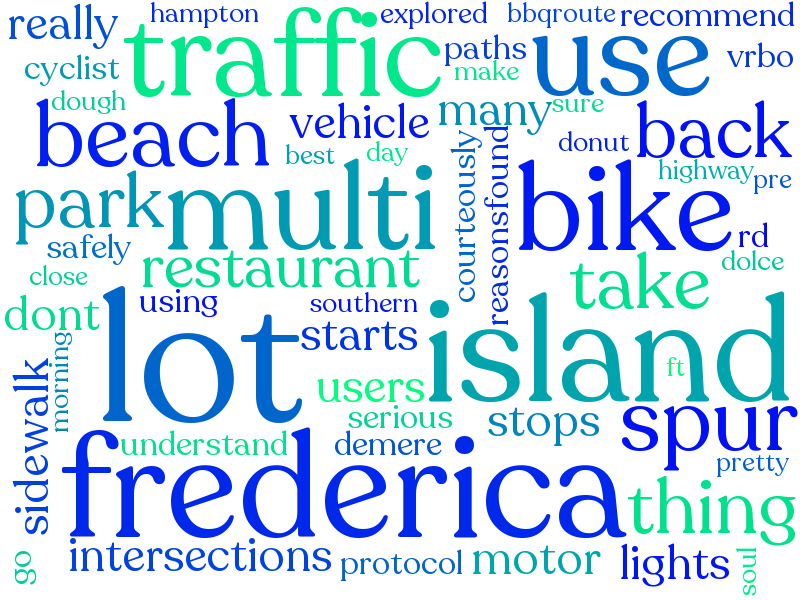 hampton explored bbqroute recommend
really traffic paths use vrbo
cyclist make
dough vehicle many sure
beach best day donut back
highway pre
park multi courteously reasonsfound bike rd
safely dolce
close restaurant take
dont using southern
lot starts island
morning ft
sidewalk users
serious stops spur
understand demere pretty
frederica thing
go intersections protocol motor lights soul